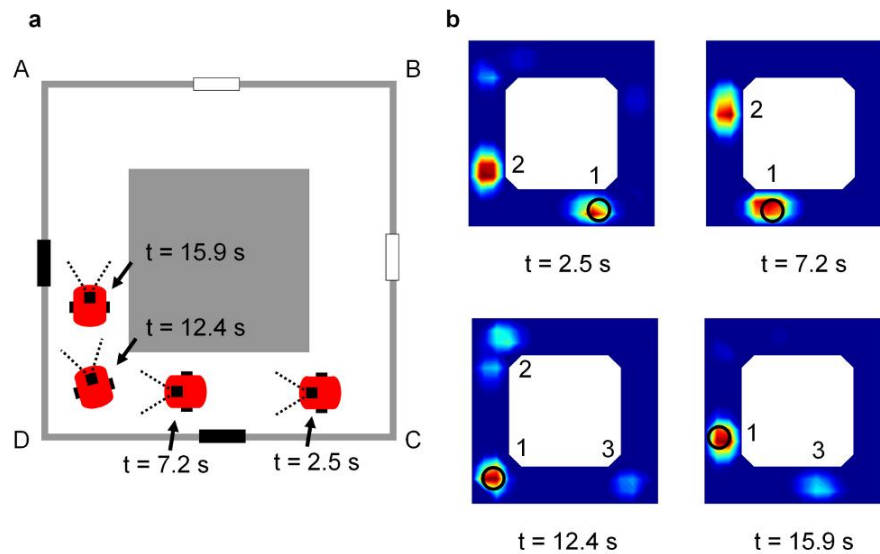 a
A
B
t = 15.9 s
t = 12.4 s
D
C
t = 7.2 s
t = 2.5 s
b
2
1
t = 2.5 s
2
1
t = 7.2 s
2
1
3
t = 12.4 s
1
3
t = 15.9 s